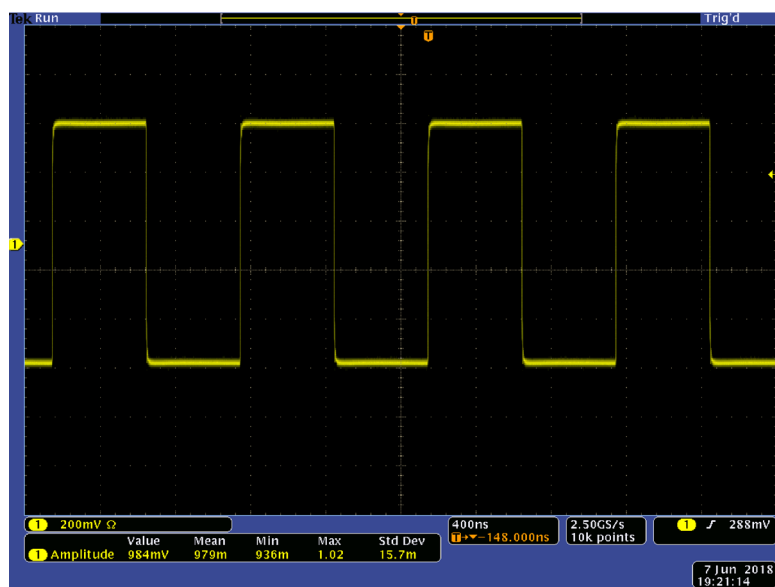 Tek Run Trig'd
T
T
1
1 200mV Ω
400ns
T→▼−148.000ns
2.50GS/s
10k points
1 ʃ 288mV
Value Mean Min Max Std Dev
1 Amplitude 984mV 979m 936m 1.02 15.7m
7 Jun 2018
19:21:14